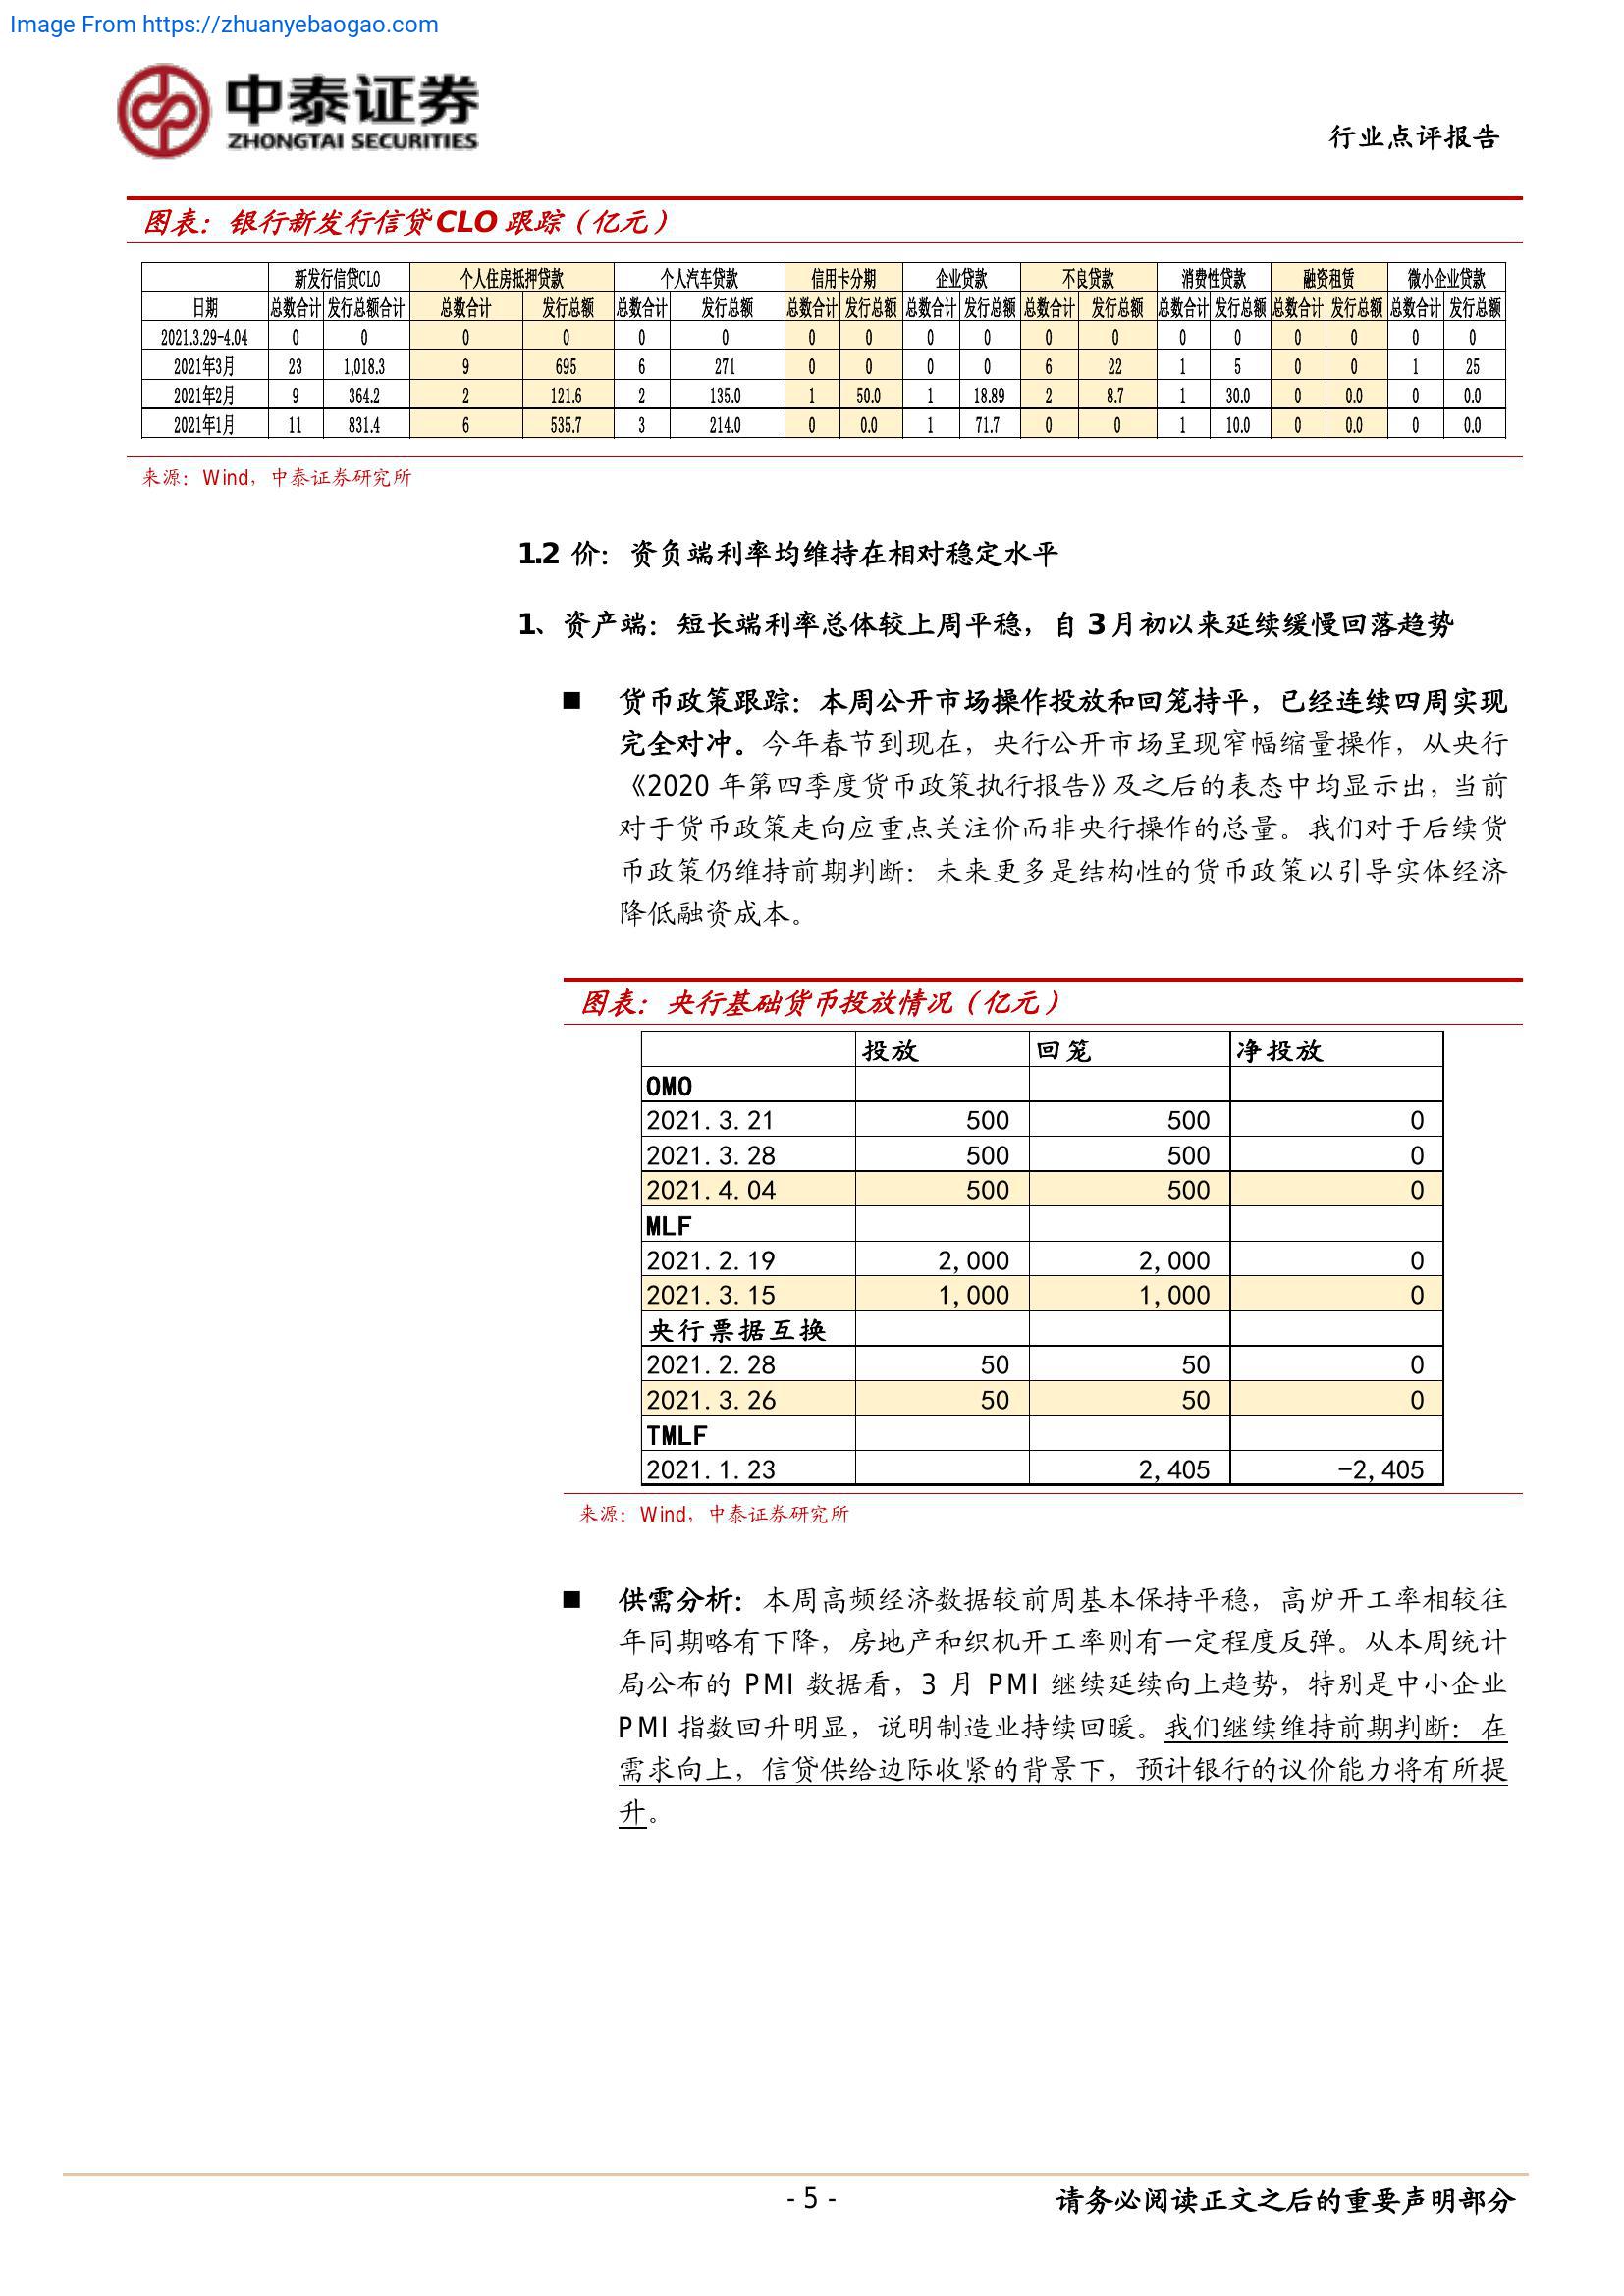 Image From https://zhuanyebaogao.com
中泰证券
ZHONGTAI SECURITIES
行业点评报告
图表：银行新发行信贷CLO 跟踪（亿元）
新发行信贷CLO 个人住房抵押贷款 个人汽车贷款 信用卡分期 企业贷款 不良贷款 消费性贷款 融资租赁 微小企业贷款
日期 总数合计 发行总额合计 总数合计 发行总额 总数合计 发行总额 总数合计 发行总额 总数合计 发行总额 总数合计 发行总额 总数合计 发行总额 总数合计 发行总额 总数合计 发行总额
2021.3.29-4.04 0 0 0 0 0 0 0 0 0 0 0 0 0 0 0 0 0 0
2021年3月 23 1,018.3 9 695 6 271 0 0 0 0 6 22 1 5 0 0 1 25
2021年2月 9 364.2 2 121.6 2 135.0 1 50.0 1 18.89 2 8.7 1 30.0 0 0.0 0 0.0
2021年1月 11 831.4 6 535.7 3 214.0 0 0.0 1 71.7 0 0 1 10.0 0 0.0 0 0.0
来源：Wind，中泰证券研究所
1.2 价：资负端利率均维持在相对稳定水平
1、资产端：短长端利率总体较上周平稳，自 3 月初以来延续缓慢回落趋势
■ 货币政策跟踪：本周公开市场操作投放和回笼持平，已经连续四周实现
完全对冲。今年春节到现在，央行公开市场呈现窄幅缩量操作，从央行
《2020 年第四季度货币政策执行报告》及之后的表态中均显示出，当前
对于货币政策走向应重点关注价而非央行操作的总量。我们对于后续货
币政策仍维持前期判断：未来更多是结构性的货币政策以引导实体经济
降低融资成本。
图表：央行基础货币投放情况（亿元）
投放 回笼 净投放
OMO
2021.3.21 500 500 0
2021.3.28 500 500 0
2021.4.04 500 500 0
MLF
2021.2.19 2,000 2,000 0
2021.3.15 1,000 1,000 0
央行票据互换
2021.2.28 50 50 0
2021.3.26 50 50 0
TMLF
2021.1.23 2,405 -2,405
来源：Wind，中泰证券研究所
■ 供需分析：本周高频经济数据较前周基本保持平稳，高炉开工率相较往
年同期略有下降，房地产和织机开工率则有一定程度反弹。从本周统计
局公布的 PMI 数据看，3 月 PMI 继续延续向上趋势，特别是中小企业
PMI 指数回升明显，说明制造业持续回暖。我们继续维持前期判断：在
需求向上，信贷供给边际收紧的背景下，预计银行的议价能力将有所提
升。
- 5 -
请务必阅读正文之后的重要声明部分